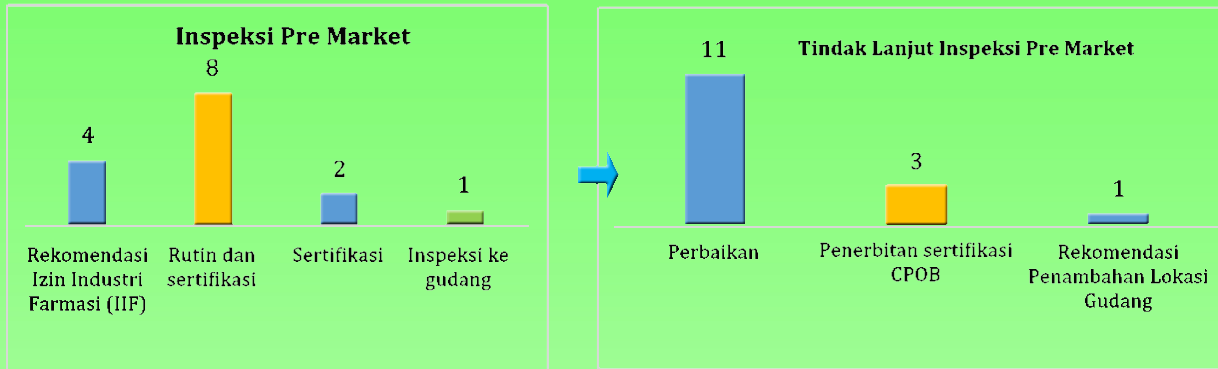 Inspeksi Pre Market
8
4
2
1
Rekomendasi
Izin Industri
Farmasi (IIF)
Rutin dan
sertifikasi
Sertifikasi
Inspeksi ke
gudang
Tindak Lanjut Inspeksi Pre Market
11
3
1
Perbaikan
Penerbitan sertifikasi
CPOB
Rekomendasi
Penambahan Lokasi
Gudang